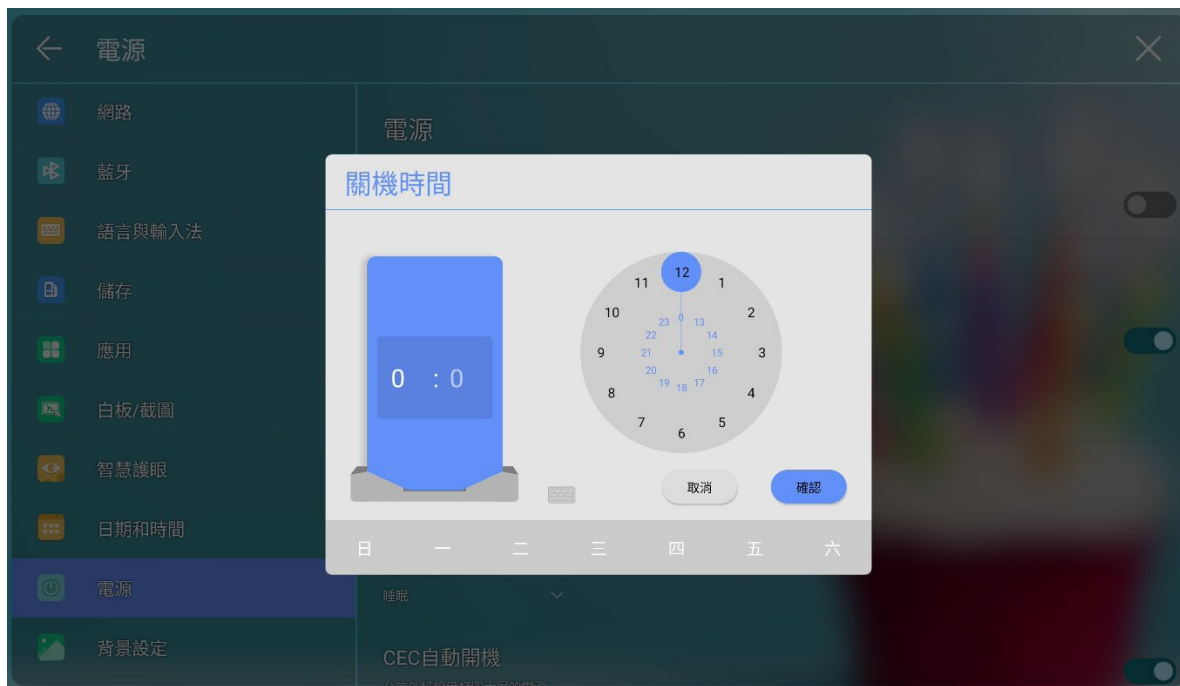 電源
網路
藍牙
語言與輸入法
儲存
應用
白板/截圖
智慧護眼
日期和時間
電源
背景設定
電源
關機時間
0 : 0
12
1
2
3
4
5
6
7
8
9
10
11
0
13
14
15
16
17
18
19
20
21
22
23
取消
確認
日 一 二 三 四 五 六
睡眠
CEC自動開機